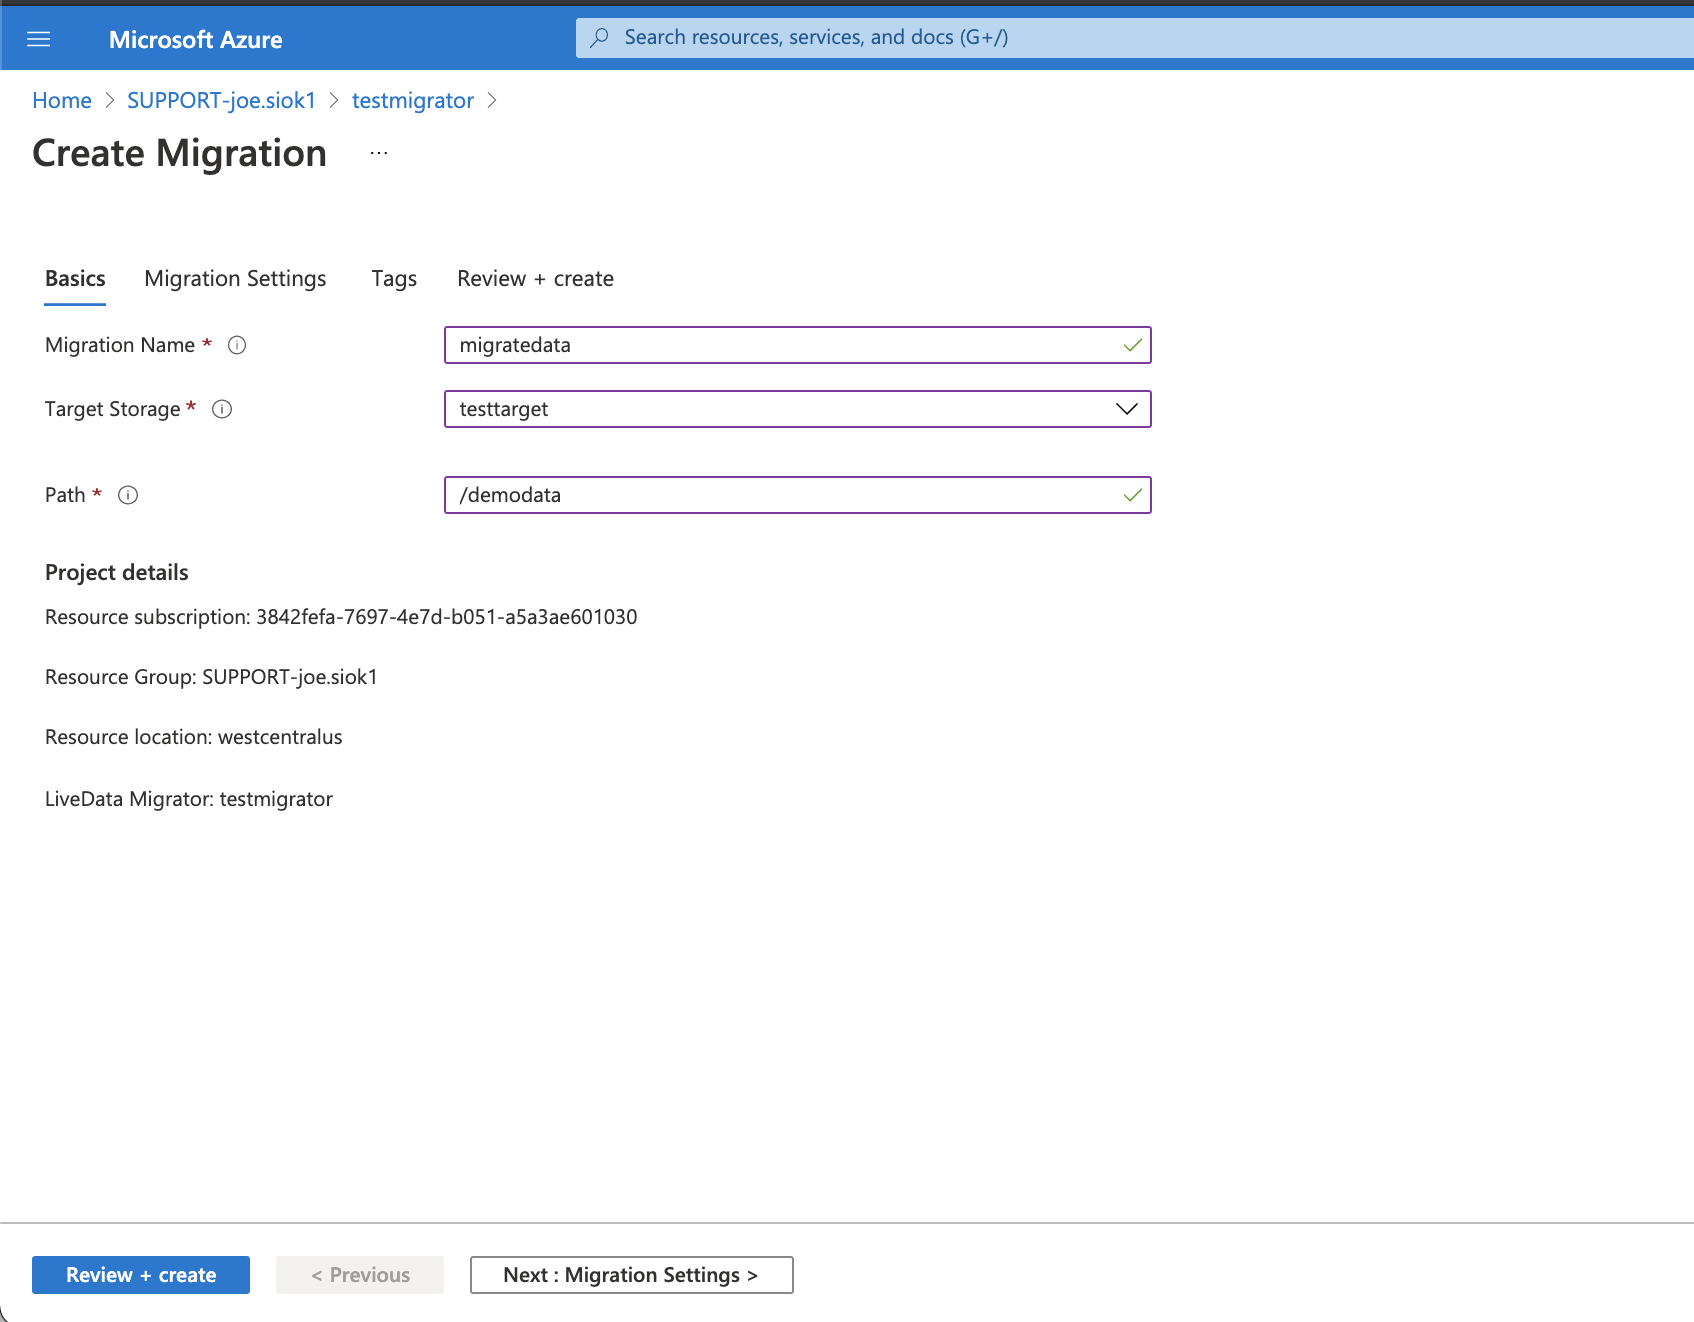 Microsoft Azure
Search resources, services, and docs (G+/)
Home > SUPPORT-joe.siok1 > testmigrator >
Create Migration ...
Basics Migration Settings Tags Review + create
Migration Name * migratedata
Target Storage * testtarget
Path * /demodata
Project details
Resource subscription: 3842fefa-7697-4e7d-b051-a5a3ae601030
Resource Group: SUPPORT-joe.siok1
Resource location: westcentralus
LiveData Migrator: testmigrator
Review + create < Previous Next : Migration Settings >